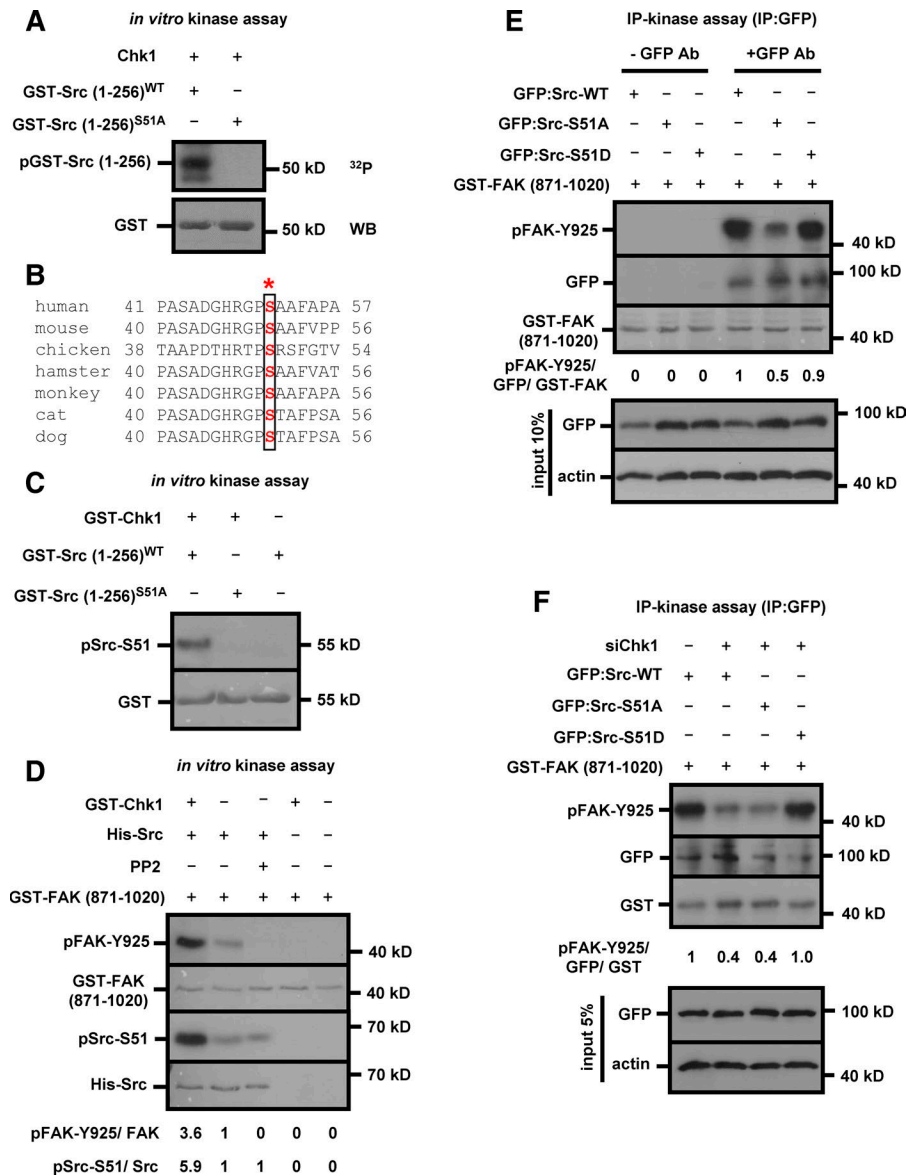 A
in vitro kinase assay
Chk1 + +
GST-Src (1-256)WT + −
GST-Src (1-256)S51A − +
pGST-Src (1-256) 50 kD 32P
GST 50 kD WB
B
*
human 41 PASADGHRGPSAAFAPA 57
mouse 40 PASADGHRGPSAAFVPP 56
chicken 38 TAAPDTHRTPSRSFGTV 54
hamster 40 PASADGHRGPSAAFVAT 56
monkey 40 PASADGHRGPSAAFAPA 56
cat 40 PASADGHRGPSTAFPSA 56
dog 40 PASADGHRGPSTAFPSA 56
C
in vitro kinase assay
GST-Chk1 + + −
GST-Src (1-256)WT + − +
GST-Src (1-256)S51A − + −
pSrc-S51 55 kD
GST 55 kD
D
in vitro kinase assay
GST-Chk1 + − − + −
His-Src + + + − −
PP2 − − + − −
GST-FAK (871-1020) + + + + +
pFAK-Y925 40 kD
GST-FAK
(871-1020) 40 kD
pSrc-S51 70 kD
His-Src 70 kD
pFAK-Y925/ FAK 3.6 1 0 0 0
pSrc-S51/ Src 5.9 1 1 0 0
E
IP-kinase assay (IP:GFP)
- GFP Ab +GFP Ab
GFP:Src-WT + − − + − −
GFP:Src-S51A − + − − + −
GFP:Src-S51D − − + − − +
GST-FAK (871-1020) + + + + + +
pFAK-Y925 40 kD
GFP 100 kD
GST-FAK
(871-1020) 40 kD
pFAK-Y925/
GFP/ GST-FAK 0 0 0 1 0.5 0.9
input 10%
GFP 100 kD
actin 40 kD
F
IP-kinase assay (IP:GFP)
siChk1 − + + +
GFP:Src-WT + + − −
GFP:Src-S51A − − + −
GFP:Src-S51D − − − +
GST-FAK (871-1020) + + + +
pFAK-Y925 40 kD
GFP 100 kD
GST 40 kD
pFAK-Y925/
GFP/ GST 1 0.4 0.4 1.0
input 5%
GFP 100 kD
actin 40 kD